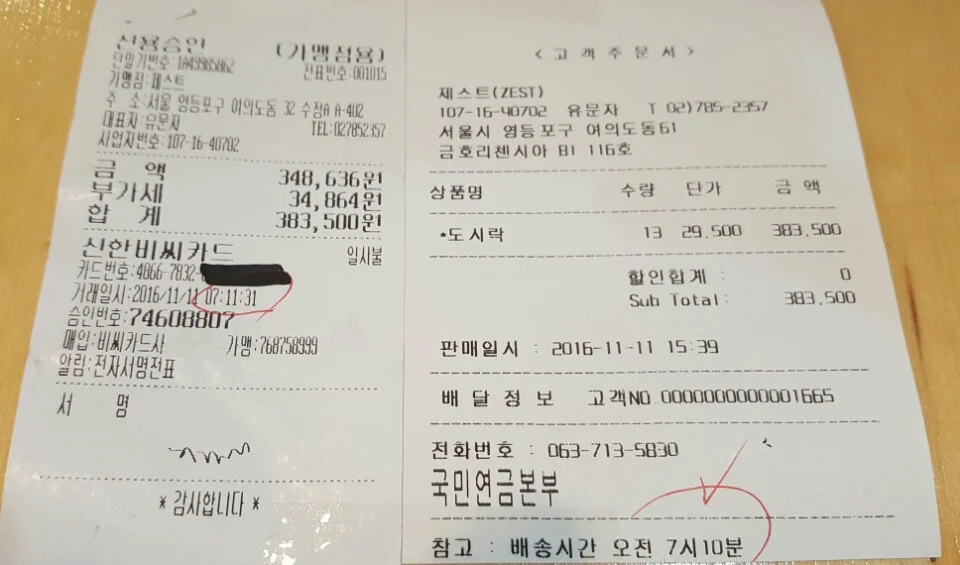 신용승인 (가맹점용)
단말기번호:1A49965862 전표번호:001015
가맹점:제스트
주 소:서울 영등포구 여의도동 32 수정A A-402
대표자:유문자 TEL:027852357
사업자번호:107-16-40702
금 액 348,636원
부가세 34,864원
합 계 383,500원
신한비씨카드 일시불
카드번호:4866-7832-
거래일시:2016/11/11 07:11:31
승인번호:74608807
매입:비씨카드사 가맹:768758999
알림:전자서명전표
서 명
* 감사합니다 *
< 고객주문서 >
제스트(ZEST)
107-16-40702 유문자 T 02)785-2357
서울시 영등포구 여의도동61
금호리첸시아 B1 116호
상품명 수량 단가 금액
*도시락 13 29,500 383,500
할인합계 : 0
Sub Total: 383,500
판매일시 : 2016-11-11 15:39
배달정보 고객NO.0000000000001665
전화번호 : 063-713-5830
국민연금본부
참고 : 배송시간 오전 7시10분